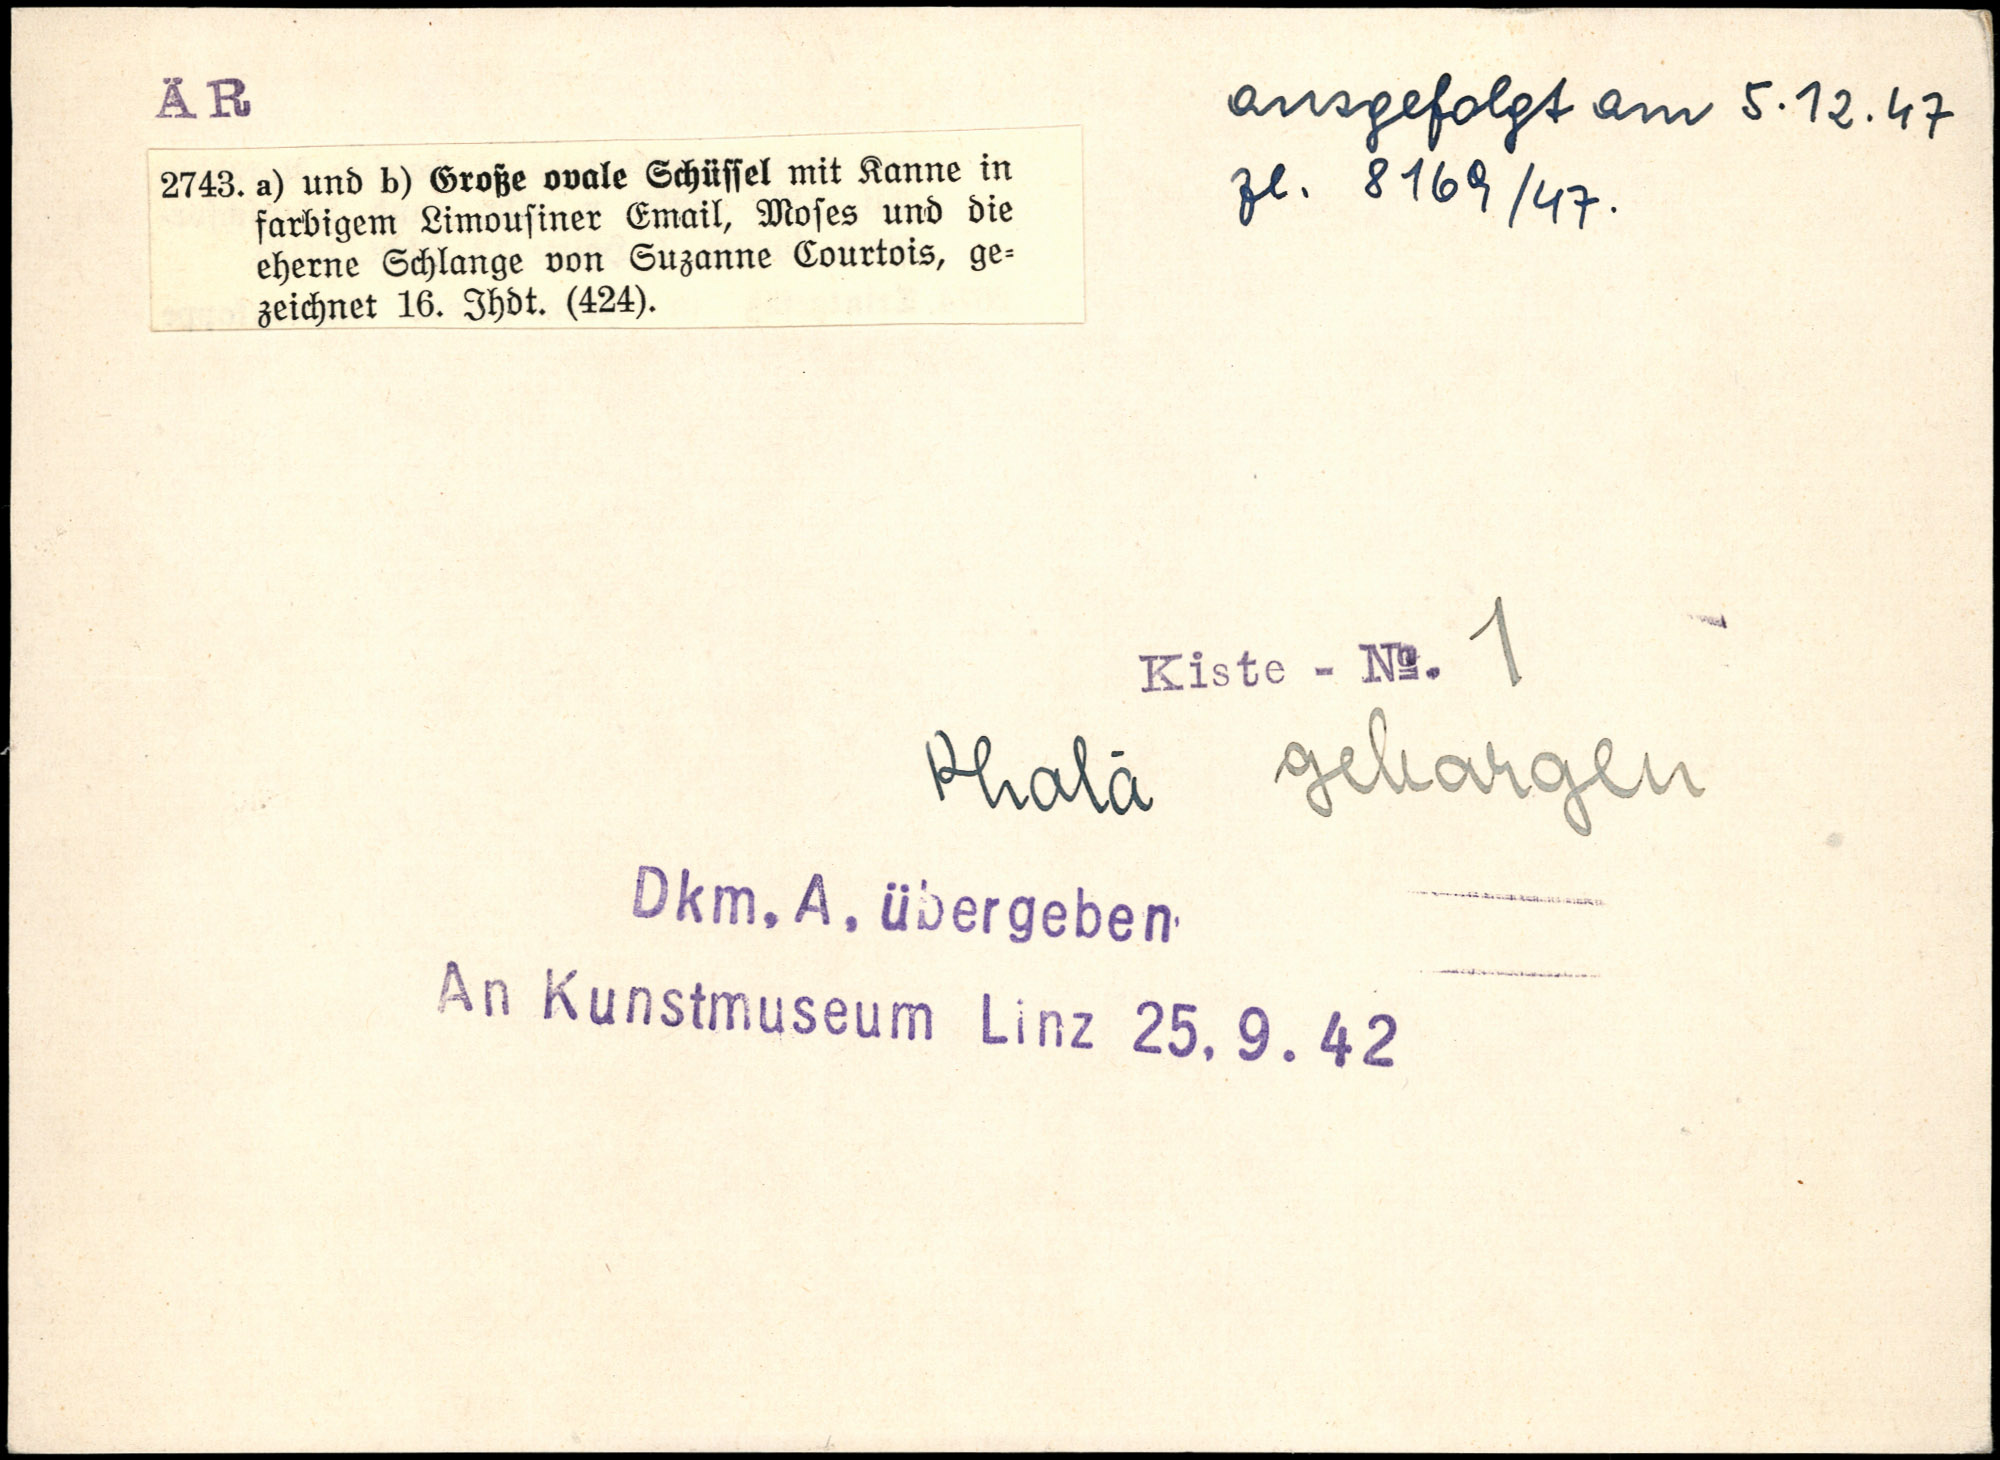 ÄR
ausgefolgt am 5.12.47
zl. 8169/47.
2743. a) und b) Große ovale Schüssel mit Kanne in
farbigem Limousiner Email, Moses und die
eherne Schlange von Suzanne Courtois, ge-
zeichnet 16. Jhdt. (424).
Kiste - No. 1
geborgen
Dkm. A. übergeben
An Kunstmuseum Linz 25. 9. 42